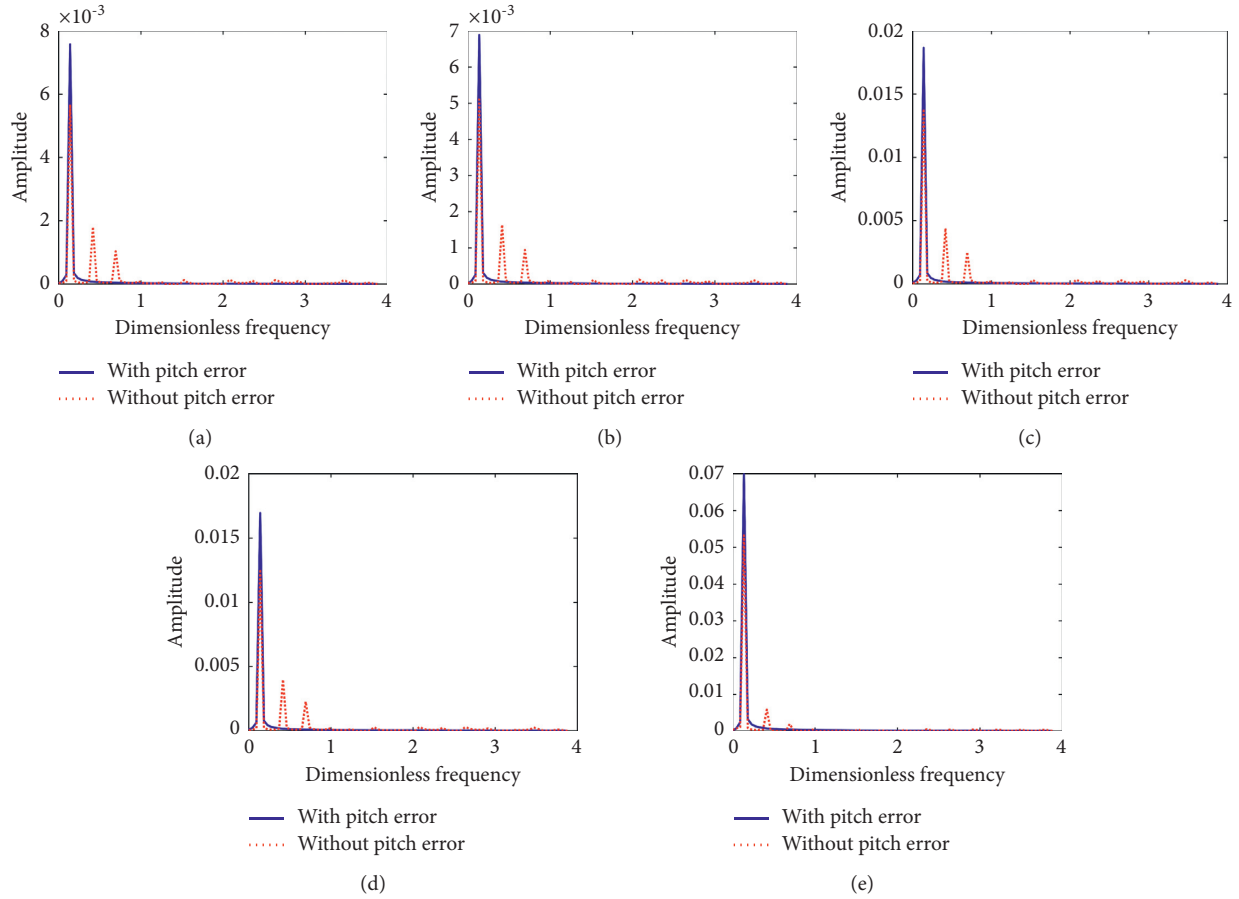 ×10-3
8
6
4
2
0
Amplitude
0 1 2 3 4
Dimensionless frequency
With pitch error
Without pitch error
(a)
×10-3
7
6
5
4
3
2
1
0
Amplitude
0 1 2 3 4
Dimensionless frequency
With pitch error
Without pitch error
(b)
0.02
0.015
0.01
0.005
0
Amplitude
0 1 2 3 4
Dimensionless frequency
With pitch error
Without pitch error
(c)
0.02
0.015
0.01
0.005
0
Amplitude
0 1 2 3 4
Dimensionless frequency
With pitch error
Without pitch error
(d)
0.07
0.06
0.05
0.04
0.03
0.02
0.01
0
Amplitude
0 1 2 3 4
Dimensionless frequency
With pitch error
Without pitch error
(e)